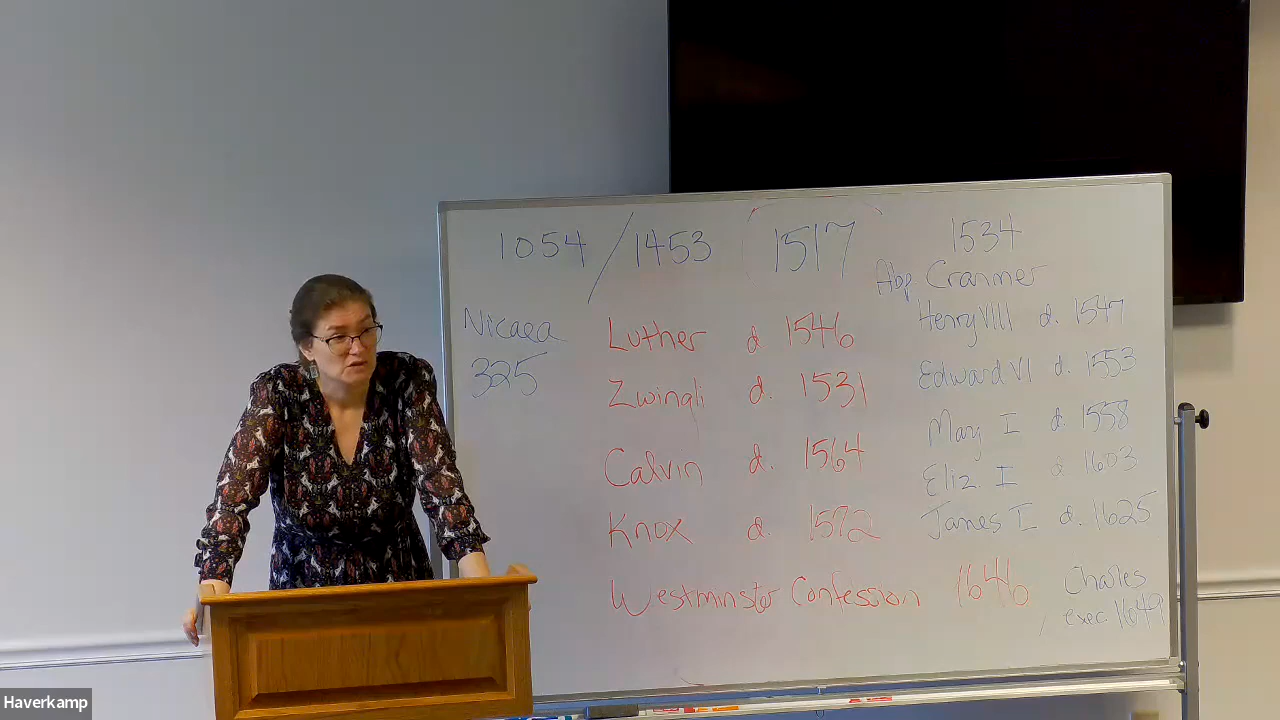 1054 / 1453 1517 1534
Abp Cranmer
Nicaea
325
Luther d 1546
Zwingli d. 1531
Calvin d. 1564
Knox d. 1572
Westminster Confession 1646
Henry VIII d. 1547
Edward VI d. 1553
Mary I d. 1558
Eliz I d 1603
James I d. 1625
Charles
exec. 1649
Haverkamp